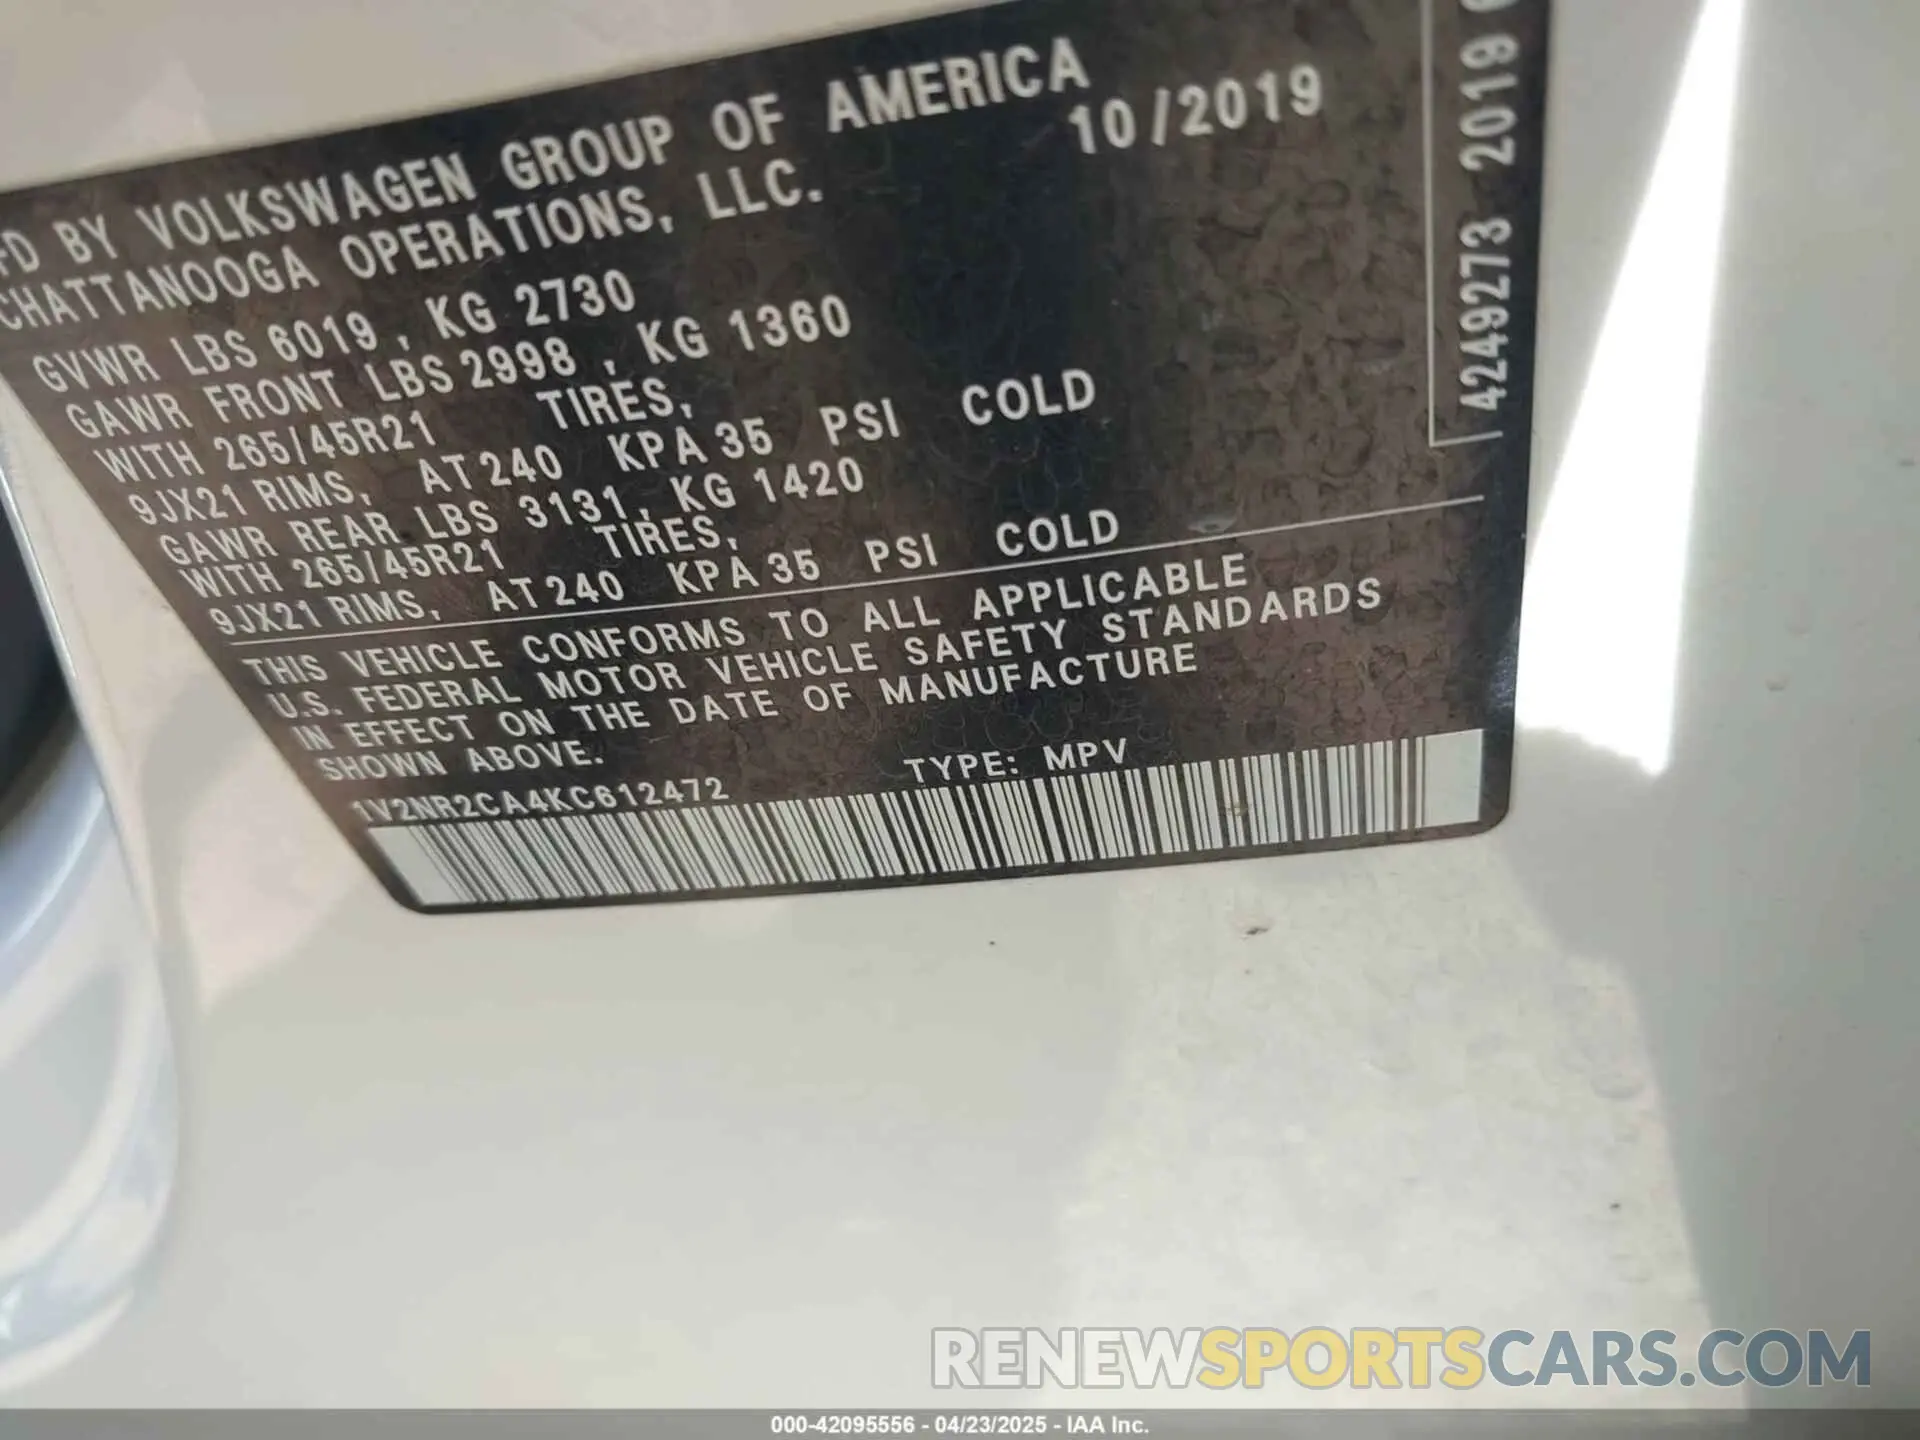 FD BY VOLKSWAGEN GROUP OF AMERICA
CHATTANOOGA OPERATIONS, LLC.
10/2019
GVWR LBS 6019, KG 2730
GAWR FRONT LBS 2998, KG 1360
WITH 265/45R21 TIRES,
9JX21 RIMS, AT 240 KPA 35 PSI COLD
GAWR REAR LBS 3131, KG 1420
WITH 265/45R21 TIRES,
9JX21 RIMS, AT 240 KPA 35 PSI COLD
THIS VEHICLE CONFORMS TO ALL APPLICABLE
U.S. FEDERAL MOTOR VEHICLE SAFETY STANDARDS
IN EFFECT ON THE DATE OF MANUFACTURE
SHOWN ABOVE.
1V2NR2CA4KC612472 TYPE: MPV
4249273 2019
RENEWSPORTSCARS.COM
000-42095556 - 04/23/2025 - IAA Inc.